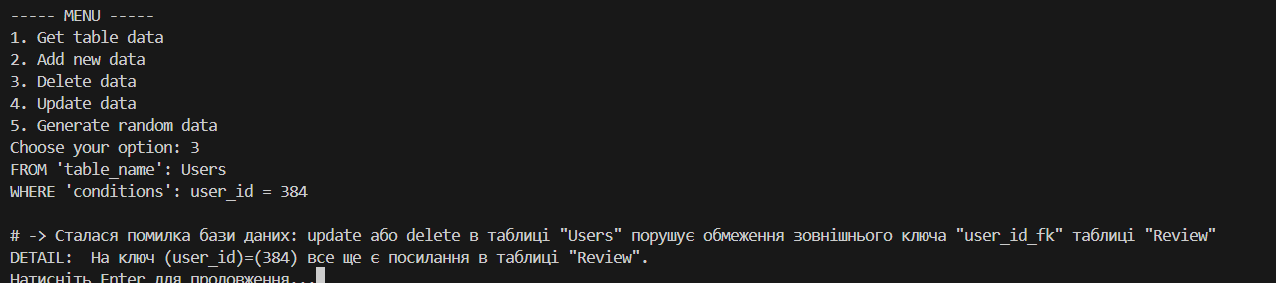 ----- MENU -----
1. Get table data
2. Add new data
3. Delete data
4. Update data
5. Generate random data
Choose your option: 3
FROM 'table_name': Users
WHERE 'conditions': user_id = 384
# -> Сталася помилка бази даних: update або delete в таблиці "Users" порушує обмеження зовнішнього ключа "user_id_fk" таблиці "Review"
DETAIL:  На ключ (user_id)=(384) все ще є посилання в таблиці "Review".
Натисніть Enter для продовження...